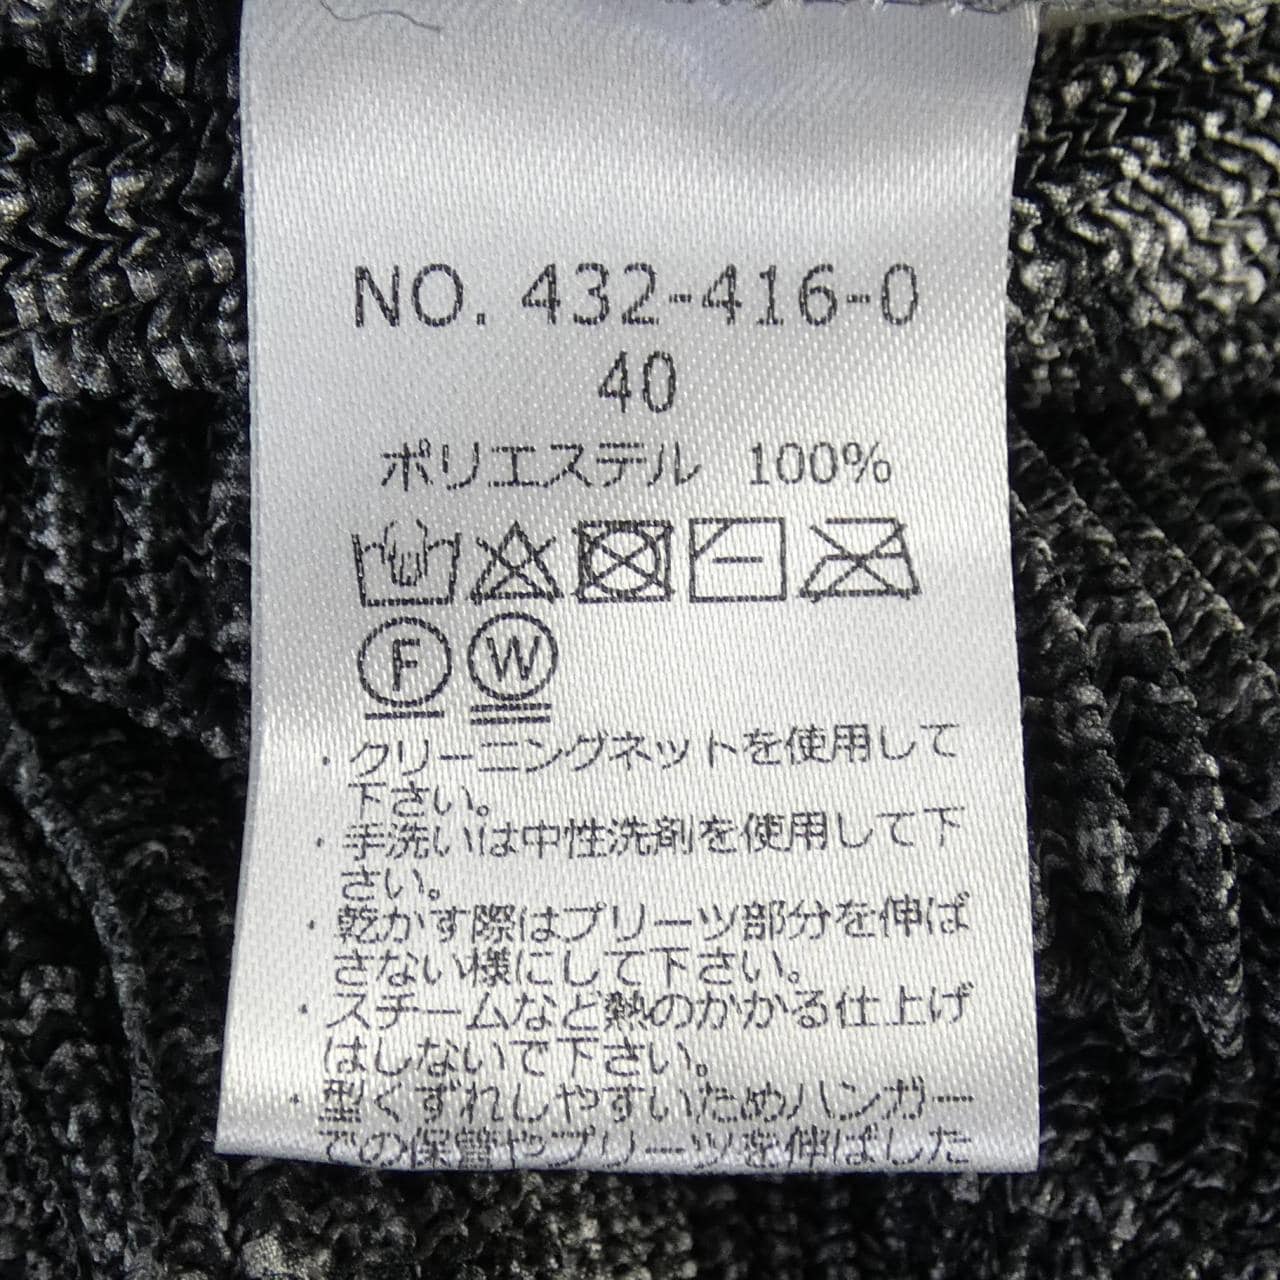 NO. 432-416-0
40
ポリエステル 100%
F W
・クリーニングネットを使用して
下さい。
・手洗いは中性洗剤を使用して下
さい。
・乾かす際はプリーツ部分を伸ば
さない様にして下さい。
・スチームなど熱のかかる仕上げ
はしないで下さい。
・型くずれしやすいためハンガー
での保管やプリーツを伸ばした